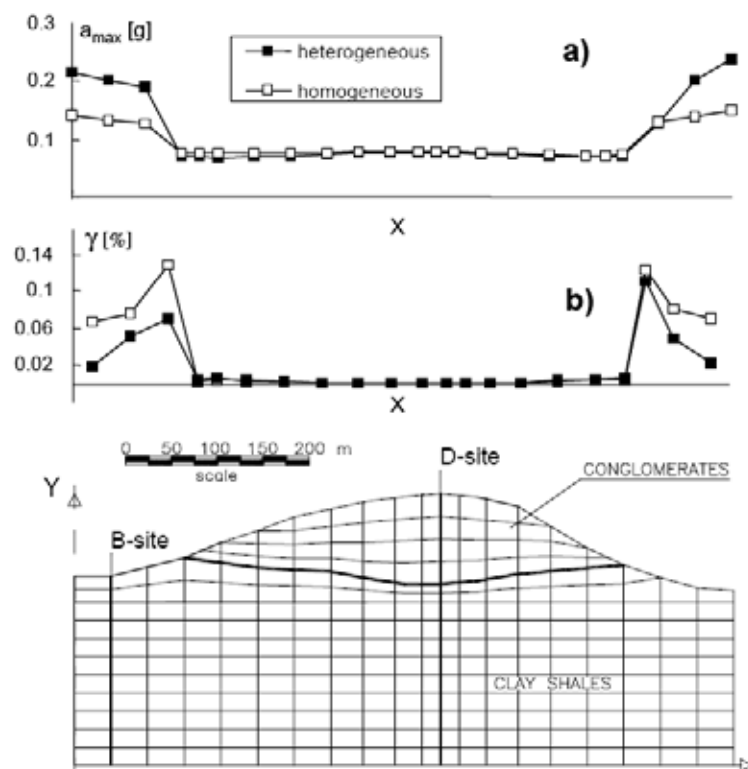 0.3
a_max [g]
a)
heterogeneous
homogeneous
0.2
0.1
X
γ [%]
0.14
b)
0.1
0.06
0.02
X
0 50 100 150 200 m
scale
D-site
CONGLOMERATES
Y
B-site
CLAY SHALES